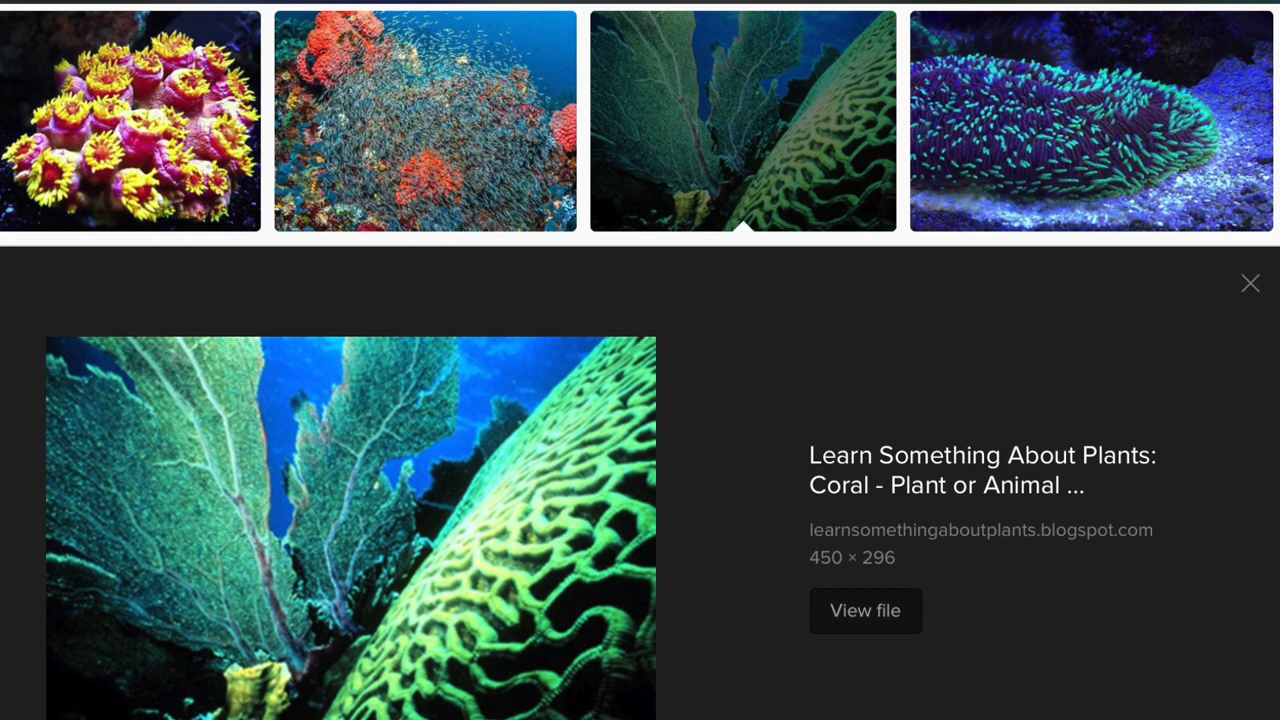 Learn Something About Plants:
Coral - Plant or Animal ...
learnsomethingaboutplants.blogspot.com
450 × 296
View file